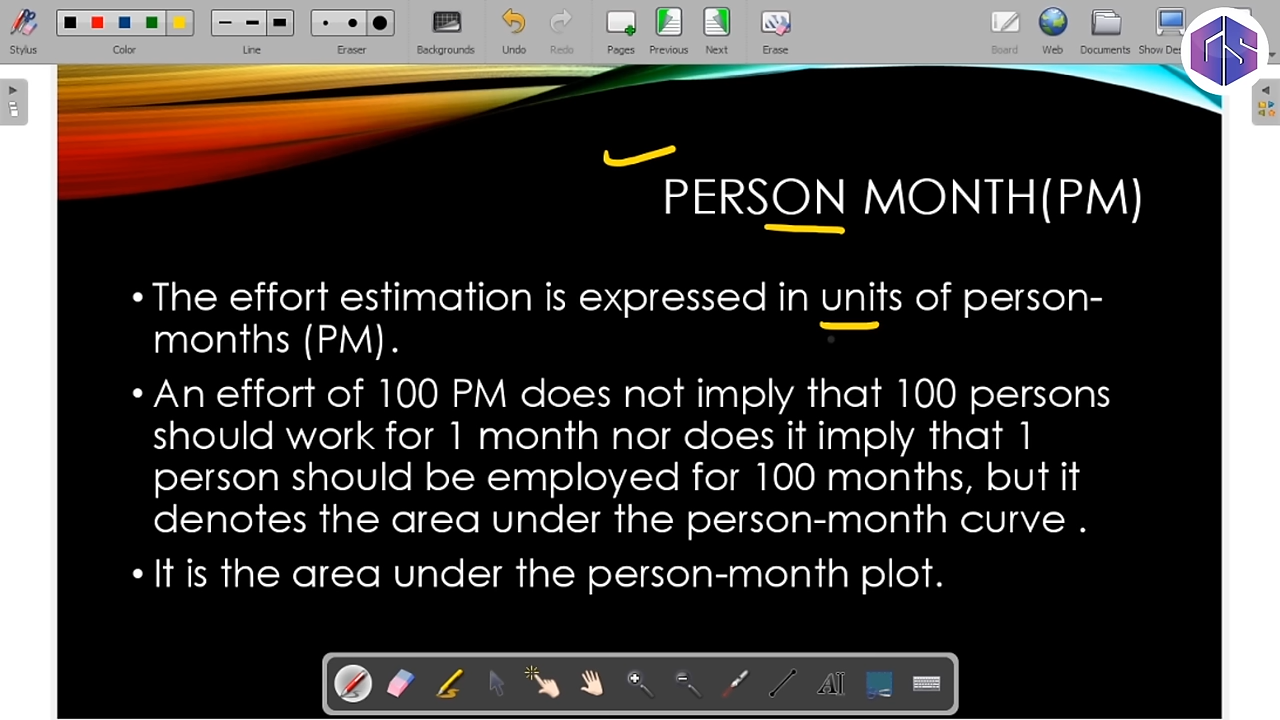 Stylus
Color
Line
Eraser
Backgrounds
Undo
Redo
Pages
Previous
Next
Erase
Board
Web
Documents
PERSON MONTH(PM)
• The effort estimation is expressed in units of person-
months (PM).
• An effort of 100 PM does not imply that 100 persons
should work for 1 month nor does it imply that 1
person should be employed for 100 months, but it
denotes the area under the person-month curve .
• It is the area under the person-month plot.
AI